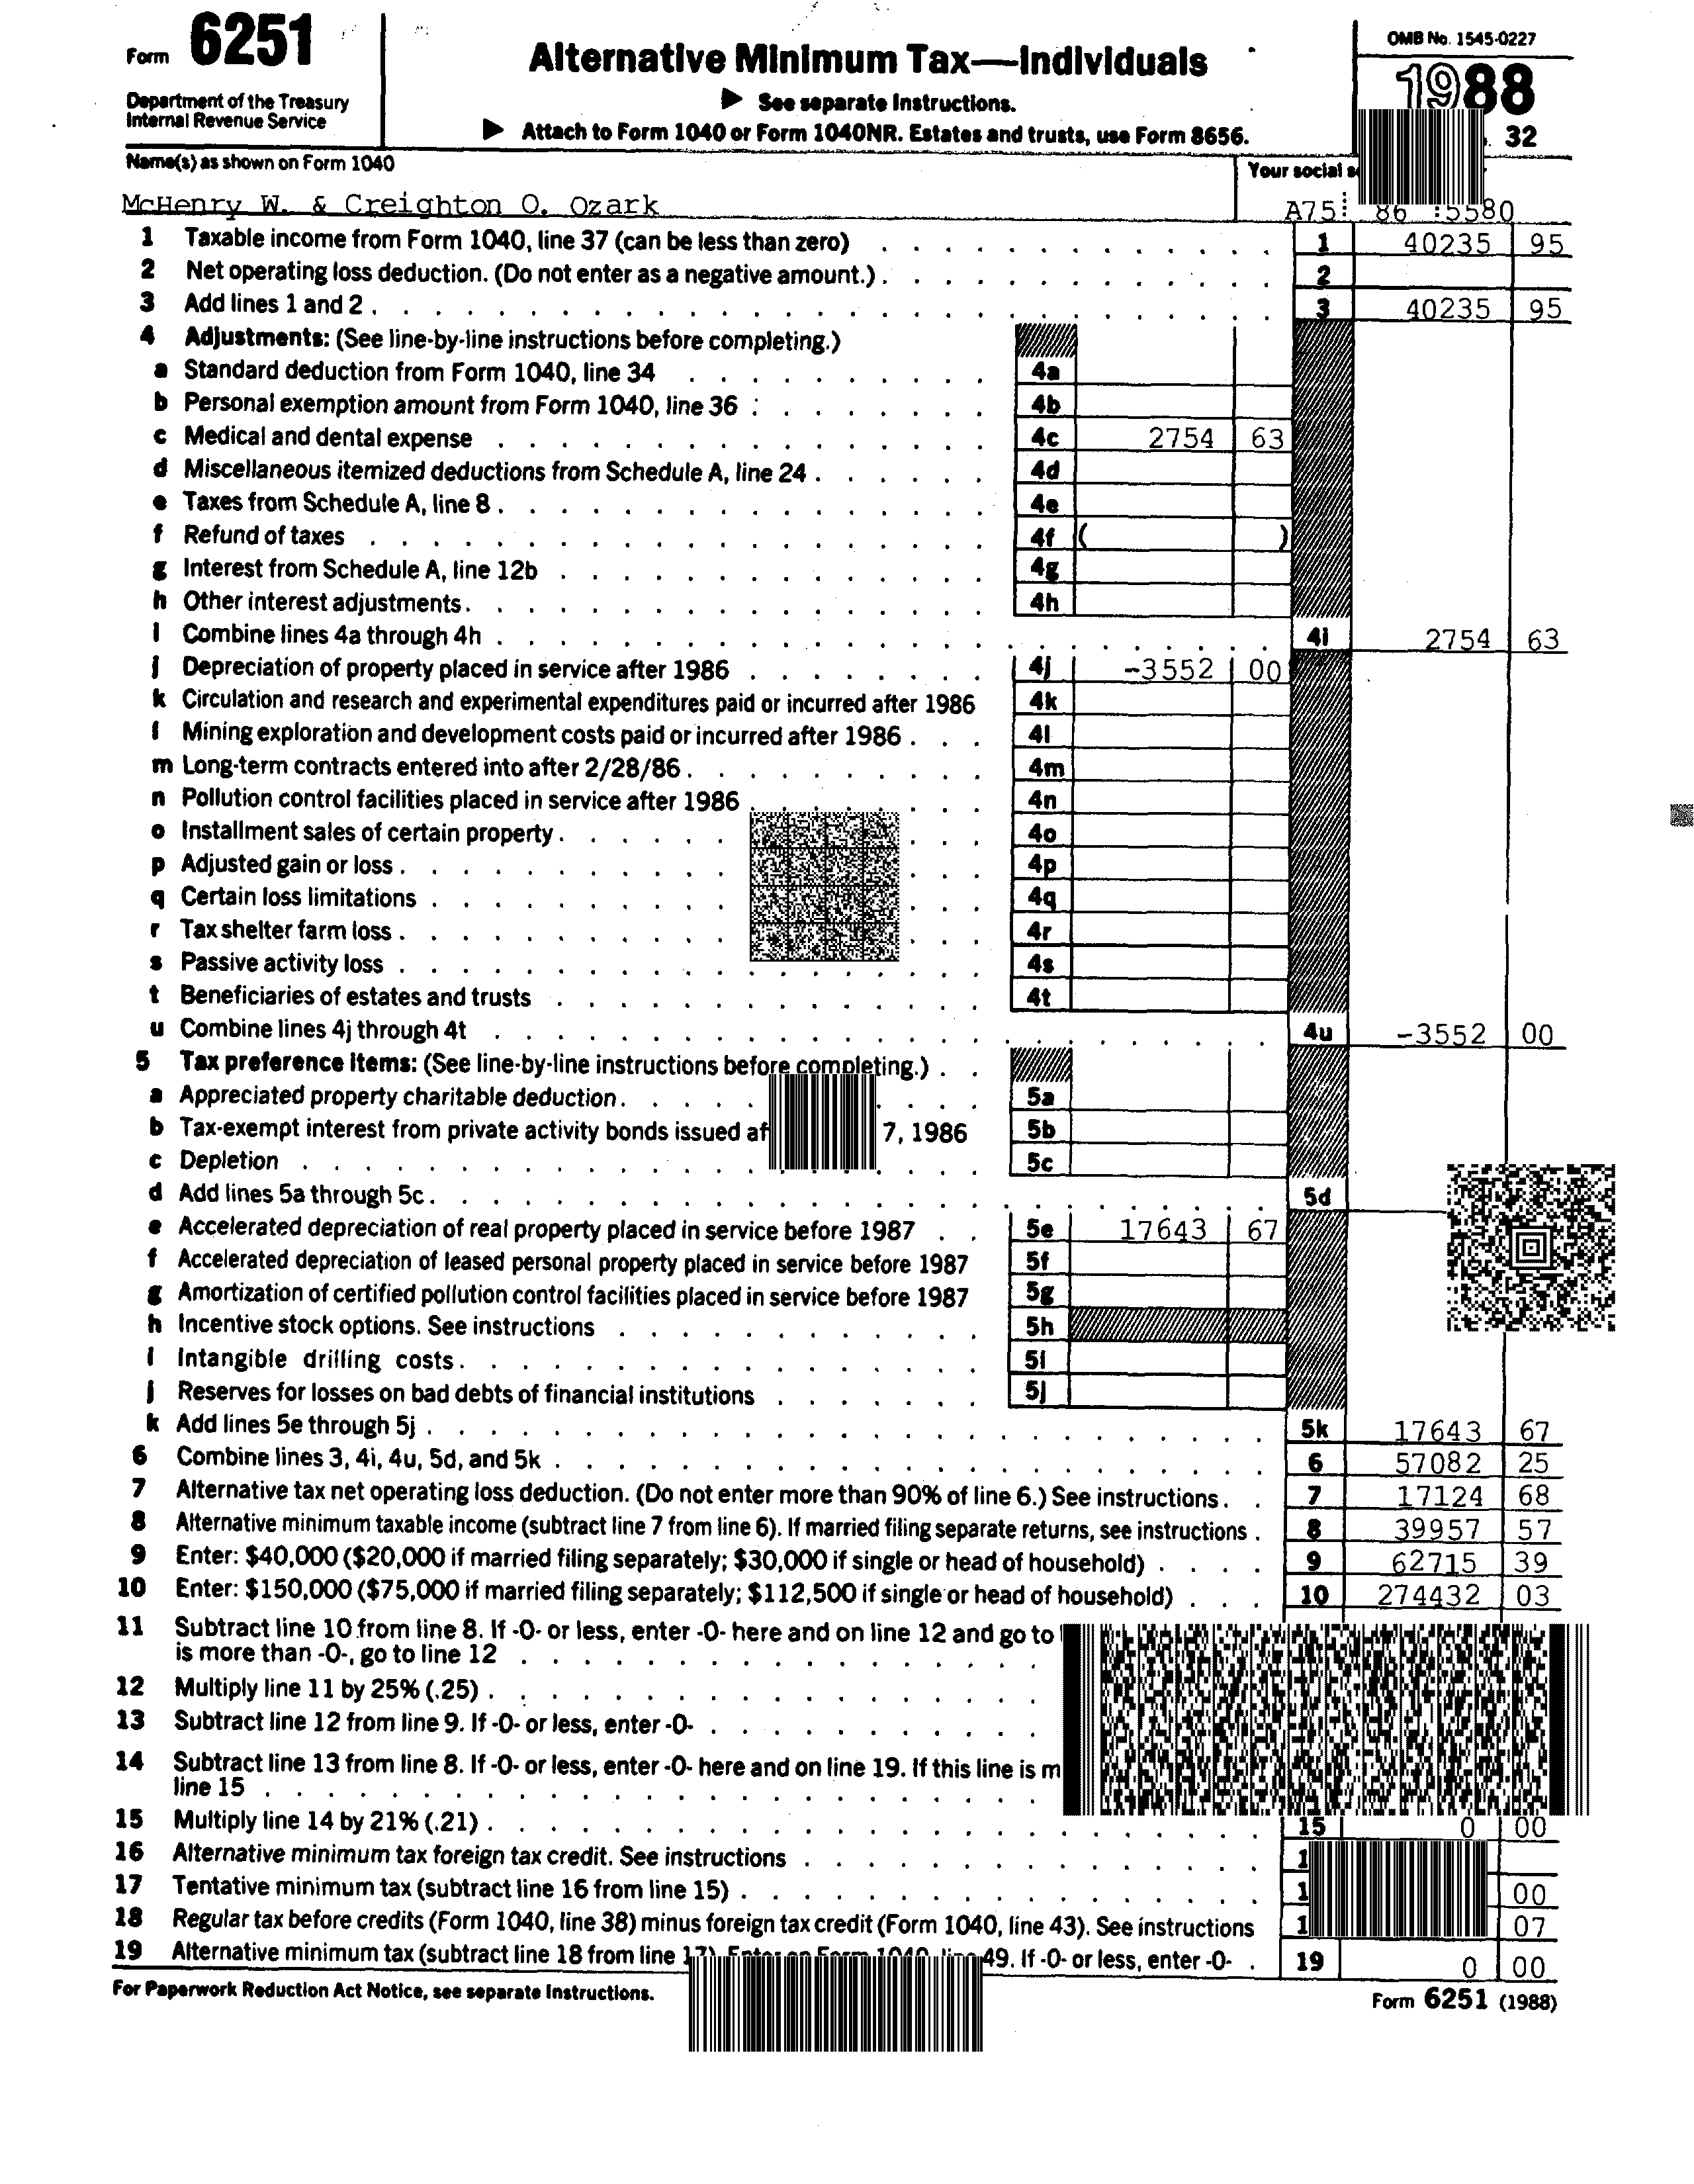 Form 6251
Department of the Treasury
Internal Revenue Service
Alternative Minimum Tax—Individuals
▶ See separate Instructions.
▶ Attach to Form 1040 or Form 1040NR. Estates and trusts, use Form 8656.
OMB No. 1545-0227
1988
32
Name(s) as shown on Form 1040
Your social
McHenry W. & Creighton O. Ozark
A75 86 5580
1 Taxable income from Form 1040, line 37 (can be less than zero) 1 40235 95
2 Net operating loss deduction. (Do not enter as a negative amount.) 2
3 Add lines 1 and 2 3 40235 95
4 Adjustments: (See line-by-line instructions before completing.)
a Standard deduction from Form 1040, line 34 4a
b Personal exemption amount from Form 1040, line 36 4b
c Medical and dental expense 4c 2754 63
d Miscellaneous itemized deductions from Schedule A, line 24 4d
e Taxes from Schedule A, line 8 4e
f Refund of taxes 4f ( )
g Interest from Schedule A, line 12b 4g
h Other interest adjustments 4h
i Combine lines 4a through 4h 4i 2754 63
j Depreciation of property placed in service after 1986 4j -3552 00
k Circulation and research and experimental expenditures paid or incurred after 1986 4k
l Mining exploration and development costs paid or incurred after 1986 4l
m Long-term contracts entered into after 2/28/86 4m
n Pollution control facilities placed in service after 1986 4n
o Installment sales of certain property 4o
p Adjusted gain or loss 4p
q Certain loss limitations 4q
r Tax shelter farm loss 4r
s Passive activity loss 4s
t Beneficiaries of estates and trusts 4t
u Combine lines 4j through 4t 4u -3552 00
5 Tax preference items: (See line-by-line instructions before completing.)
a Appreciated property charitable deduction 5a
b Tax-exempt interest from private activity bonds issued 7, 1986 5b
c Depletion 5c
d Add lines 5a through 5c 5d
e Accelerated depreciation of real property placed in service before 1987 5e 17643 67
f Accelerated depreciation of leased personal property placed in service before 1987 5f
g Amortization of certified pollution control facilities placed in service before 1987 5g
h Incentive stock options. See instructions 5h
i Intangible drilling costs 5i
j Reserves for losses on bad debts of financial institutions 5j
k Add lines 5e through 5j 5k 17643 67
6 Combine lines 3, 4i, 4u, 5d, and 5k 6 57082 25
7 Alternative tax net operating loss deduction. (Do not enter more than 90% of line 6.) See instructions 7 17124 68
8 Alternative minimum taxable income (subtract line 7 from line 6). If married filing separate returns, see instructions 8 39957 57
9 Enter: $40,000 ($20,000 if married filing separately; $30,000 if single or head of household) 9 62715 39
10 Enter: $150,000 ($75,000 if married filing separately; $112,500 if single or head of household) 10 274432 03
11 Subtract line 10 from line 8. If -0- or less, enter -0- here and on line 12 and go to
is more than -0-, go to line 12
12 Multiply line 11 by 25% (.25)
13 Subtract line 12 from line 9. If -0- or less, enter -0-
14 Subtract line 13 from line 8. If -0- or less, enter -0- here and on line 19. If this line is
line 15
15 Multiply line 14 by 21% (.21) 15 0 00
16 Alternative minimum tax foreign tax credit. See instructions
17 Tentative minimum tax (subtract line 16 from line 15) 00
18 Regular tax before credits (Form 1040, line 38) minus foreign tax credit (Form 1040, line 43). See instructions 07
19 Alternative minimum tax (subtract line 18 from line 17). Enter on Form 1040, line 49. If -0- or less, enter -0- 19 0 00
For Paperwork Reduction Act Notice, see separate Instructions.
Form 6251 (1988)